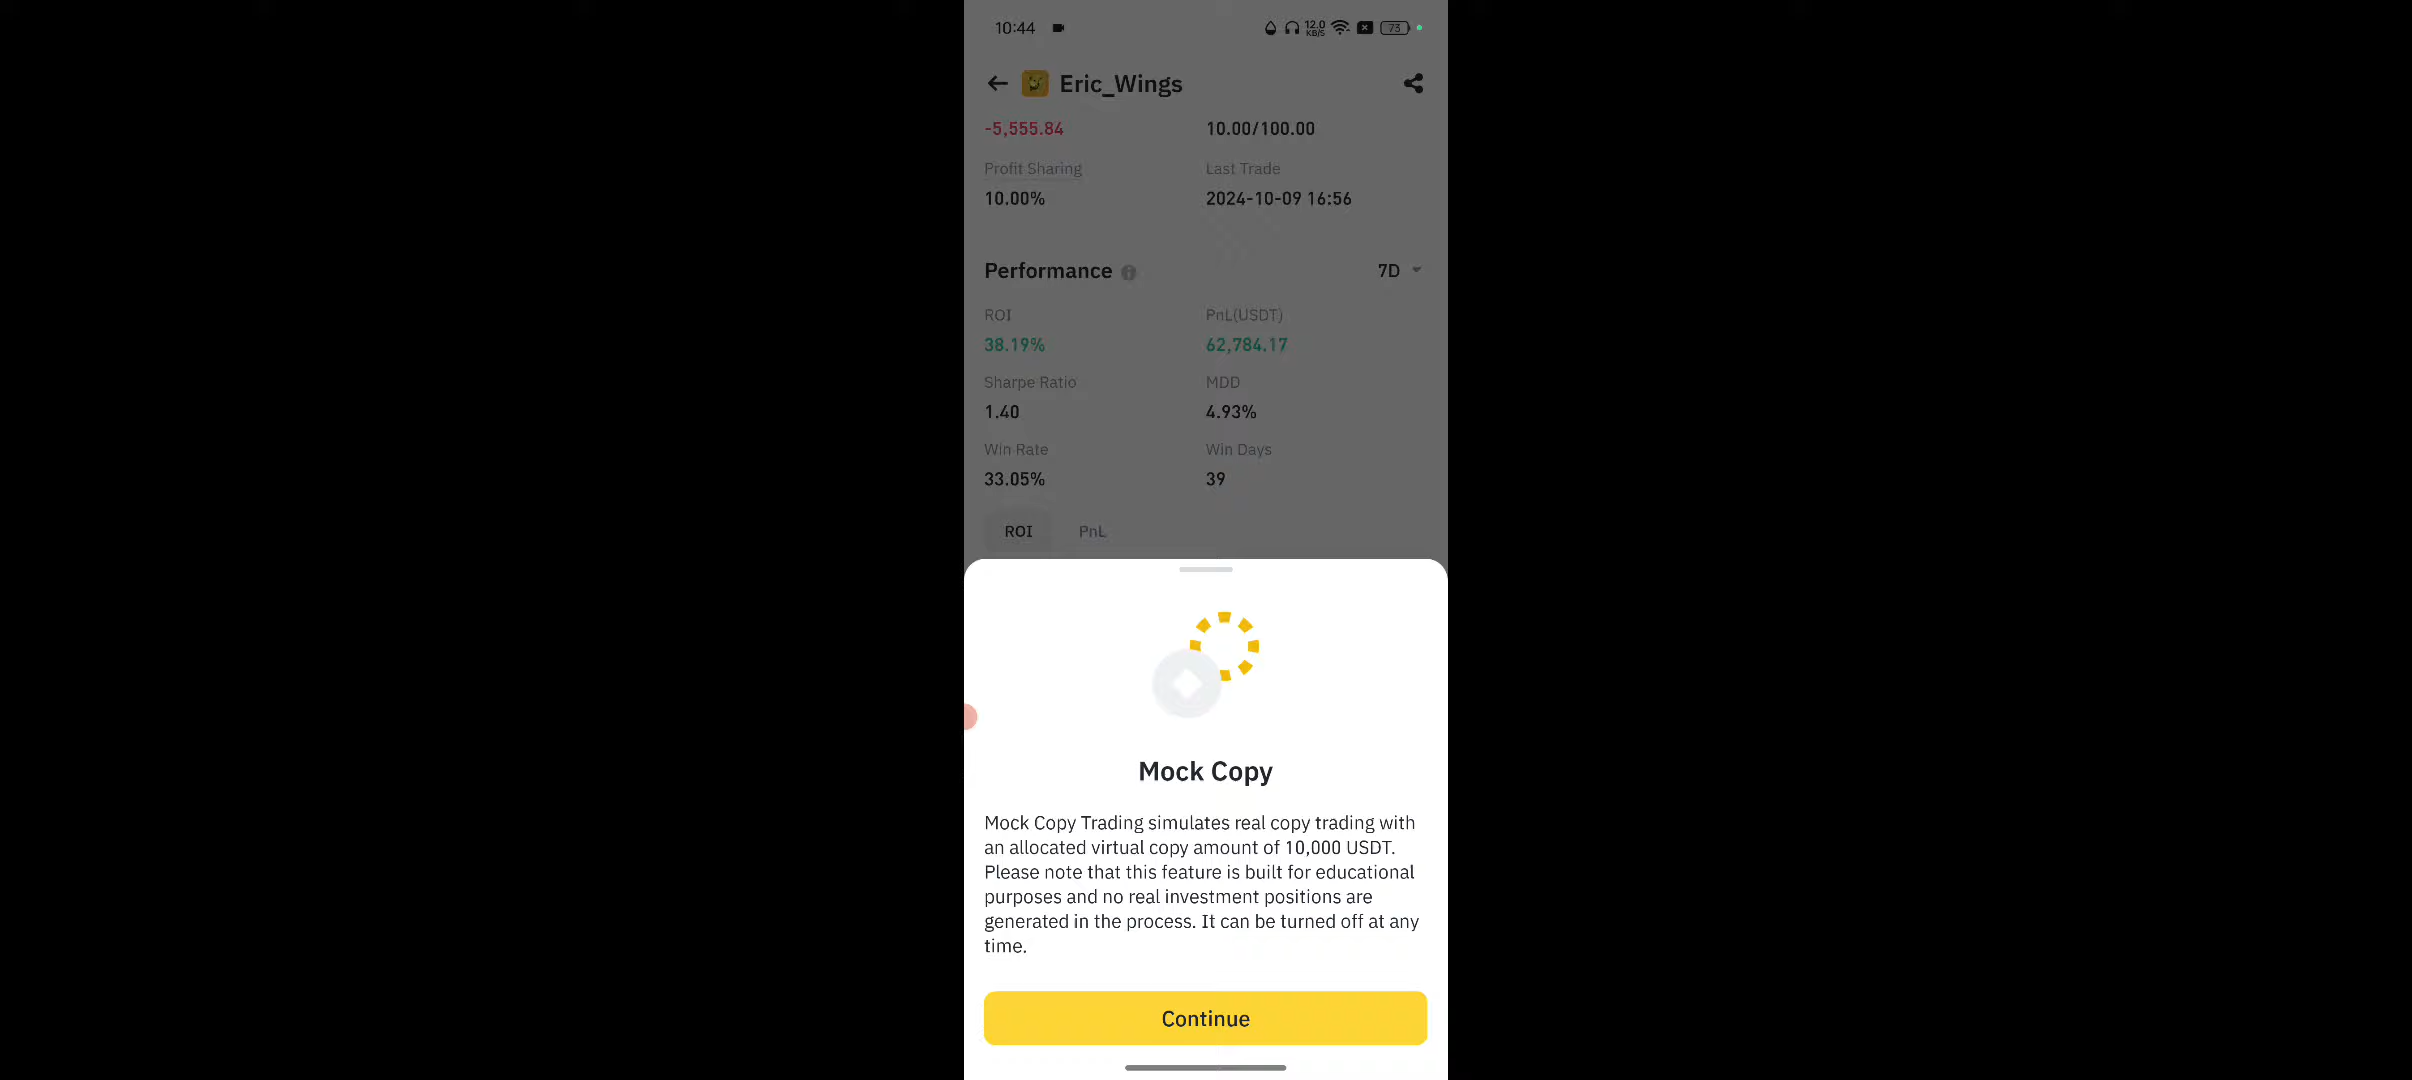 10:44
12.0
KB/S
73
Eric_Wings
-5,555.84
10.00/100.00
Profit Sharing
Last Trade
10.00%
2024-10-09 16:56
Performance
7D
ROI
PnL(USDT)
38.19%
62,784.17
Sharpe Ratio
MDD
1.40
4.93%
Win Rate
Win Days
33.05%
39
ROI
PnL
Mock Copy
Mock Copy Trading simulates real copy trading with
an allocated virtual copy amount of 10,000 USDT.
Please note that this feature is built for educational
purposes and no real investment positions are
generated in the process. It can be turned off at any
time.
Continue